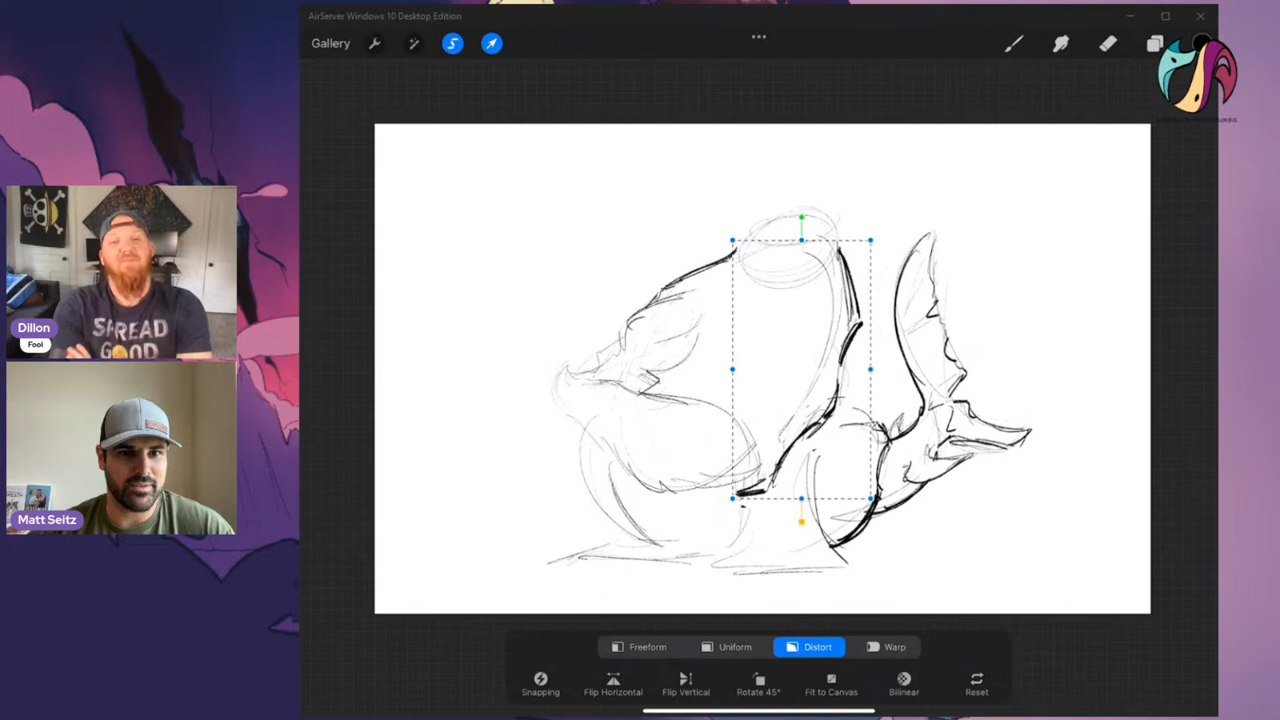 AirServer Windows 10 Desktop Edition
Gallery
SPREAD
GOOD
Dillon
Fool
Matt Seitz
Freeform
Uniform
Distort
Warp
Snapping
Flip Horizontal
Flip Vertical
Rotate 45°
Fit to Canvas
Bilinear
Reset